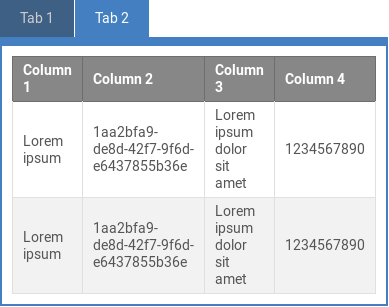 Tab 1
Tab 2
Column
1
Column 2
Column
3
Column 4
Lorem
ipsum
1aa2bfa9-
de8d-42f7-9f6d-
e6437855b36e
Lorem
ipsum
dolor
sit
amet
1234567890
Lorem
ipsum
1aa2bfa9-
de8d-42f7-9f6d-
e6437855b36e
Lorem
ipsum
dolor
sit
amet
1234567890